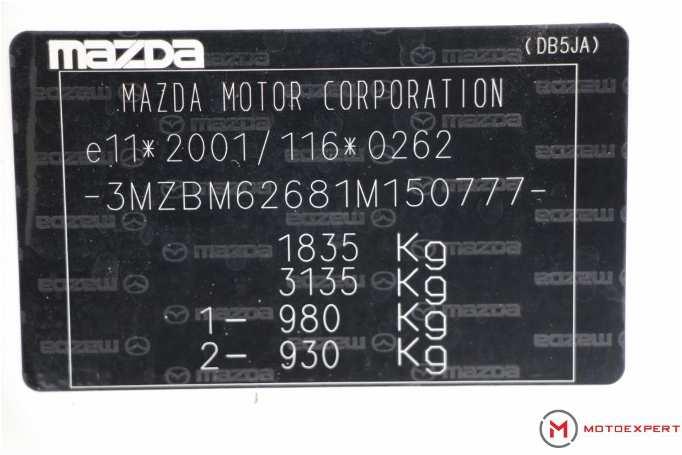 mazda
(DB5JA)
MAZDA MOTOR CORPORATION
e11*2001/116*0262
-3MZBM62681M150777-
1835 Kg
3135 Kg
1- 980 Kg
2- 930 Kg
M MOTOEXPERT